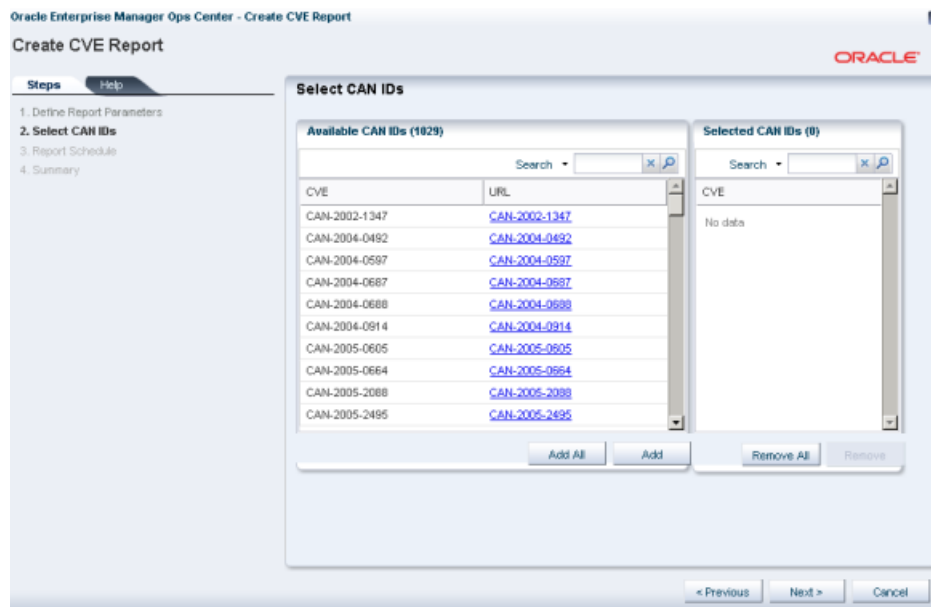 Oracle Enterprise Manager Ops Center - Create CVE Report
Create CVE Report
ORACLE
Steps Help
1. Define Report Parameters
2. Select CAN IDs
3. Report Schedule
4. Summary
Select CAN IDs
Available CAN IDs (1029)
Search
CVE URL
CAN-2002-1347 CAN-2002-1347
CAN-2004-0492 CAN-2004-0492
CAN-2004-0597 CAN-2004-0597
CAN-2004-0687 CAN-2004-0687
CAN-2004-0688 CAN-2004-0688
CAN-2004-0914 CAN-2004-0914
CAN-2005-0605 CAN-2005-0605
CAN-2005-0664 CAN-2005-0664
CAN-2005-2088 CAN-2005-2088
CAN-2005-2495 CAN-2005-2495
Add All Add
Selected CAN IDs (0)
Search
CVE
No data
Remove All Remove
< Previous Next > Cancel